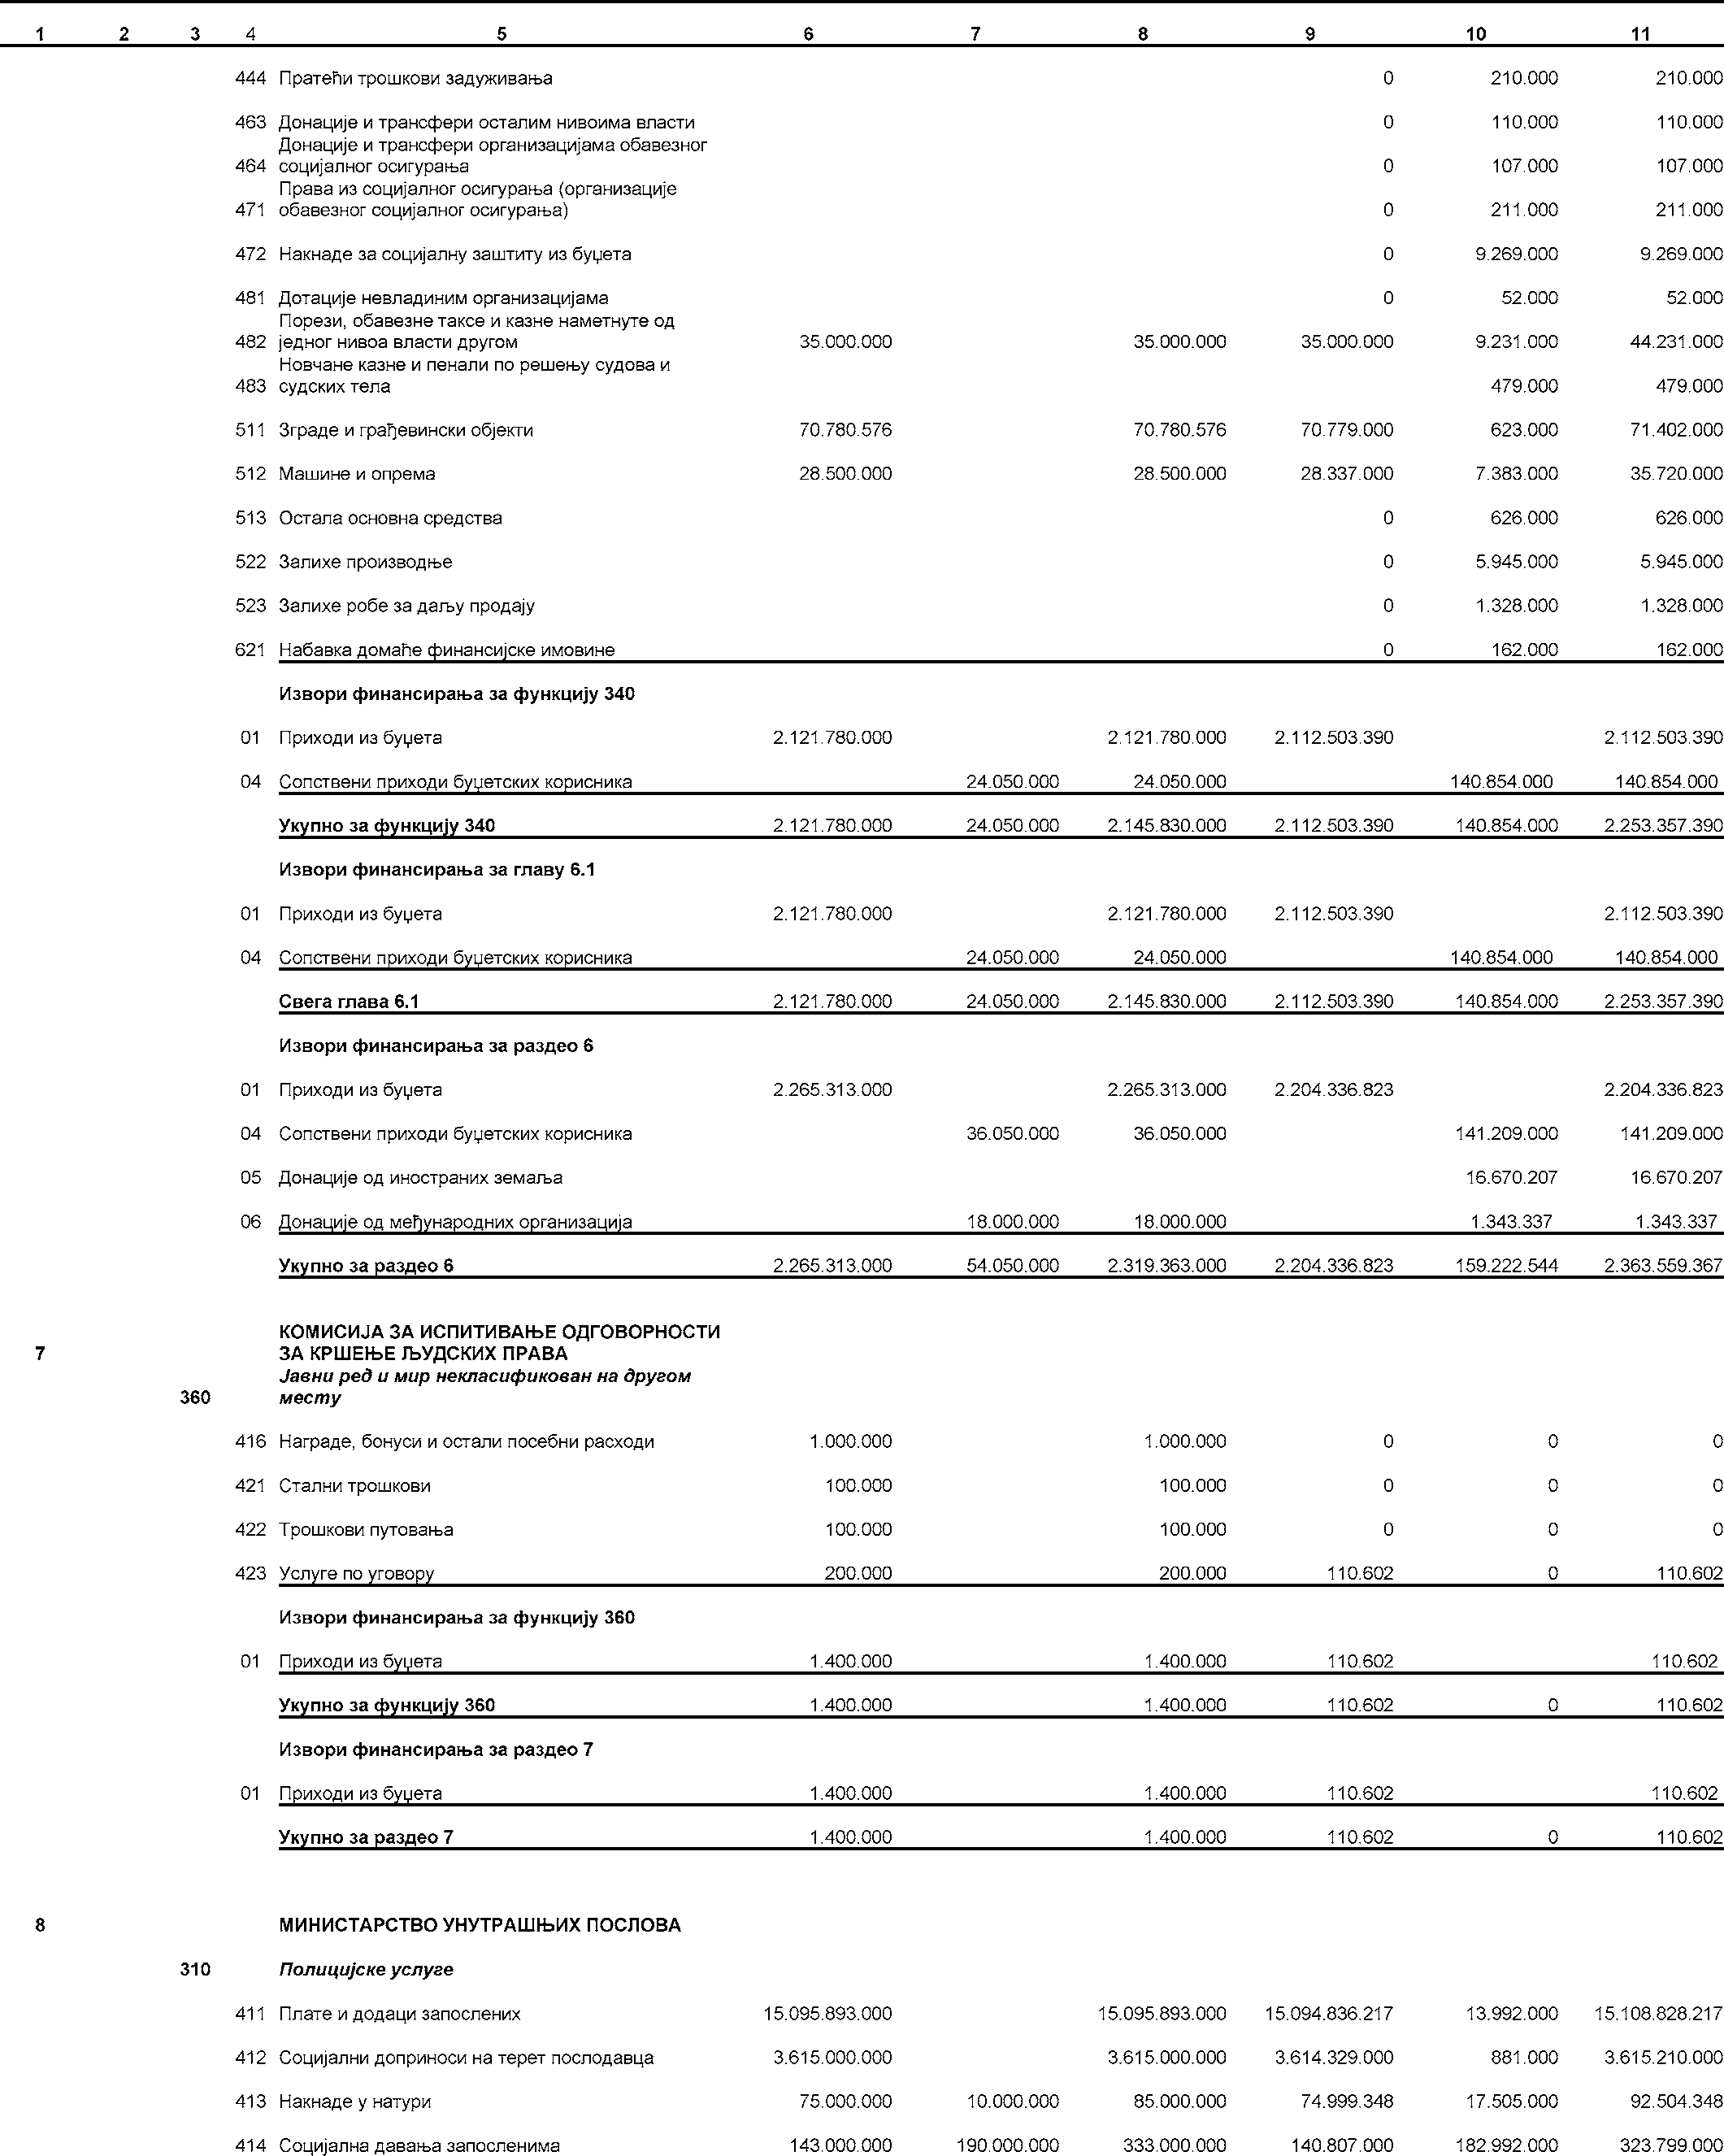 1 2 3 4 5 6 7 8 9 10 11
444 Пратећи трошкови задуживања 0 210.000 210.000
463 Донације и трансфери осталим нивоима власти 0 110.000 110.000
Донације и трансфери организацијама обавезног
464 социјалног осигурања 0 107.000 107.000
Права из социјалног осигурања (организације
471 обавезног социјалног осигурања) 0 211.000 211.000
472 Накнаде за социјалну заштиту из буџета 0 9.269.000 9.269.000
481 Дотације невладиним организацијама 0 52.000 52.000
Порези, обавезне таксе и казне наметнуте од
482 једног нивоа власти другом 35.000.000 35.000.000 35.000.000 9.231.000 44.231.000
Новчане казне и пенали по решењу судова и
483 судских тела 479.000 479.000
511 Зграде и грађевински објекти 70.780.576 70.780.576 70.779.000 623.000 71.402.000
512 Машине и опрема 28.500.000 28.500.000 28.337.000 7.383.000 35.720.000
513 Остала основна средства 0 626.000 626.000
522 Залихе производње 0 5.945.000 5.945.000
523 Залихе робе за даљу продају 0 1.328.000 1.328.000
621 Набавка домаће финансијске имовине 0 162.000 162.000
Извори финансирања за функцију 340
01 Приходи из буџета 2.121.780.000 2.121.780.000 2.112.503.390 2.112.503.390
04 Сопствени приходи буџетских корисника 24.050.000 24.050.000 140.854.000 140.854.000
Укупно за функцију 340 2.121.780.000 24.050.000 2.145.830.000 2.112.503.390 140.854.000 2.253.357.390
Извори финансирања за главу 6.1
01 Приходи из буџета 2.121.780.000 2.121.780.000 2.112.503.390 2.112.503.390
04 Сопствени приходи буџетских корисника 24.050.000 24.050.000 140.854.000 140.854.000
Свега глава 6.1 2.121.780.000 24.050.000 2.145.830.000 2.112.503.390 140.854.000 2.253.357.390
Извори финансирања за раздео 6
01 Приходи из буџета 2.265.313.000 2.265.313.000 2.204.336.823 2.204.336.823
04 Сопствени приходи буџетских корисника 36.050.000 36.050.000 141.209.000 141.209.000
05 Донације од иностраних земаља 16.670.207 16.670.207
06 Донације од међународних организација 18.000.000 18.000.000 1.343.337 1.343.337
Укупно за раздео 6 2.265.313.000 54.050.000 2.319.363.000 2.204.336.823 159.222.544 2.363.559.367
КОМИСИЈА ЗА ИСПИТИВАЊЕ ОДГОВОРНОСТИ
7 ЗА КРШЕЊЕ ЉУДСКИХ ПРАВА
Јавни ред и мир некласификован на другом
360 месту
416 Награде, бонуси и остали посебни расходи 1.000.000 1.000.000 0 0 0
421 Стални трошкови 100.000 100.000 0 0 0
422 Трошкови путовања 100.000 100.000 0 0 0
423 Услуге по уговору 200.000 200.000 110.602 0 110.602
Извори финансирања за функцију 360
01 Приходи из буџета 1.400.000 1.400.000 110.602 110.602
Укупно за функцију 360 1.400.000 1.400.000 110.602 0 110.602
Извори финансирања за раздео 7
01 Приходи из буџета 1.400.000 1.400.000 110.602 110.602
Укупно за раздео 7 1.400.000 1.400.000 110.602 0 110.602
8 МИНИСТАРСТВО УНУТРАШЊИХ ПОСЛОВА
310 Полицијске услуге
411 Плате и додаци запослених 15.095.893.000 15.095.893.000 15.094.836.217 13.992.000 15.108.828.217
412 Социјални доприноси на терет послодавца 3.615.000.000 3.615.000.000 3.614.329.000 881.000 3.615.210.000
413 Накнаде у натури 75.000.000 10.000.000 85.000.000 74.999.348 17.505.000 92.504.348
414 Социјална давања запосленима 143.000.000 190.000.000 333.000.000 140.807.000 182.992.000 323.799.000